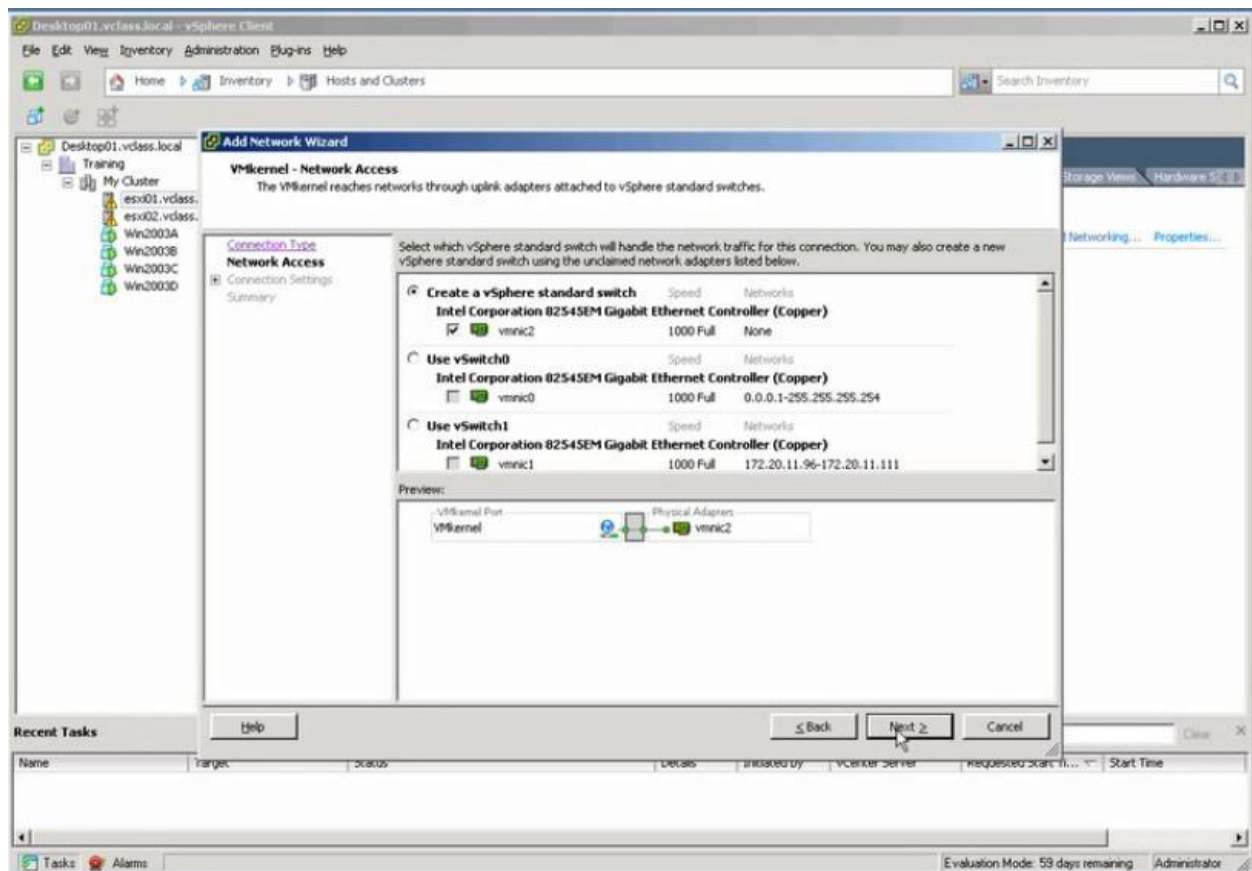 Desktop01.vclass.local - vSphere Client
File Edit View Inventory Administration Plug-ins Help
Home Inventory Hosts and Clusters
Search Inventory
Desktop01.vclass.local
Training
My Cluster
esxi01.vclass.
esxi02.vclass.
Win2003A
Win2003B
Win2003C
Win2003D
Storage Views Hardware S
Networking... Properties...
Add Network Wizard
VMkernel - Network Access
The VMkernel reaches networks through uplink adapters attached to vSphere standard switches.
Connection Type
Network Access
Connection Settings
Summary
Select which vSphere standard switch will handle the network traffic for this connection. You may also create a new
vSphere standard switch using the unclaimed network adapters listed below.
Create a vSphere standard switch Speed Networks
Intel Corporation 82545EM Gigabit Ethernet Controller (Copper)
vmnic2 1000 Full None
Use vSwitch0 Speed Networks
Intel Corporation 82545EM Gigabit Ethernet Controller (Copper)
vmnic0 1000 Full 0.0.0.1-255.255.255.254
Use vSwitch1 Speed Networks
Intel Corporation 82545EM Gigabit Ethernet Controller (Copper)
vmnic1 1000 Full 172.20.11.96-172.20.11.111
Preview:
VMkernel Port Physical Adapters
VMkernel vmnic2
Help < Back Next > Cancel
Recent Tasks Clear
Name Target Status Details Initiated by vCenter Server Requested Start Ti... Start Time
Tasks Alarms Evaluation Mode: 59 days remaining Administrator